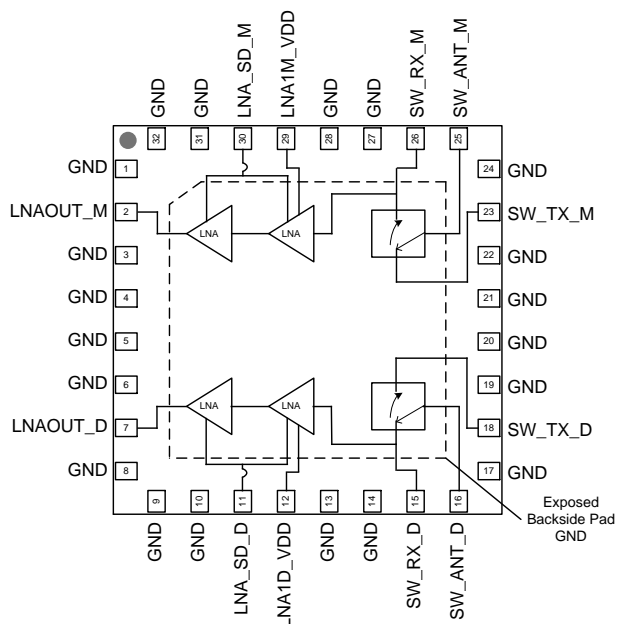 GND
GND
LNA_SD_M
LNA1M_VDD
GND
GND
SW_RX_M
SW_ANT_M
32
31
30
29
28
27
26
25
GND 1
24 GND
LNAOUT_M 2
23 SW_TX_M
LNA
LNA
GND 3
22 GND
GND 4
21 GND
GND 5
20 GND
GND 6
19 GND
LNA
LNA
LNAOUT_D 7
18 SW_TX_D
GND 8
17 GND
9
10
11
12
13
14
15
16
GND
GND
LNA_SD_D
LNA1D_VDD
GND
GND
SW_RX_D
SW_ANT_D
Exposed
Backside Pad
GND